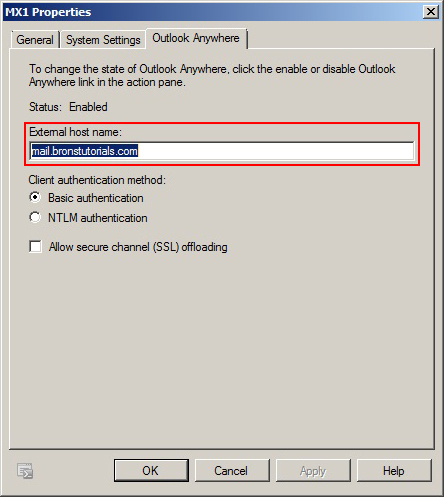 MX1 Properties
General
System Settings
Outlook Anywhere
To change the state of Outlook Anywhere, click the enable or disable Outlook
Anywhere link in the action pane.
Status: Enabled
External host name:
mail.bronstutorials.com
Client authentication method:
Basic authentication
NTLM authentication
Allow secure channel (SSL) offloading
OK
Cancel
Apply
Help